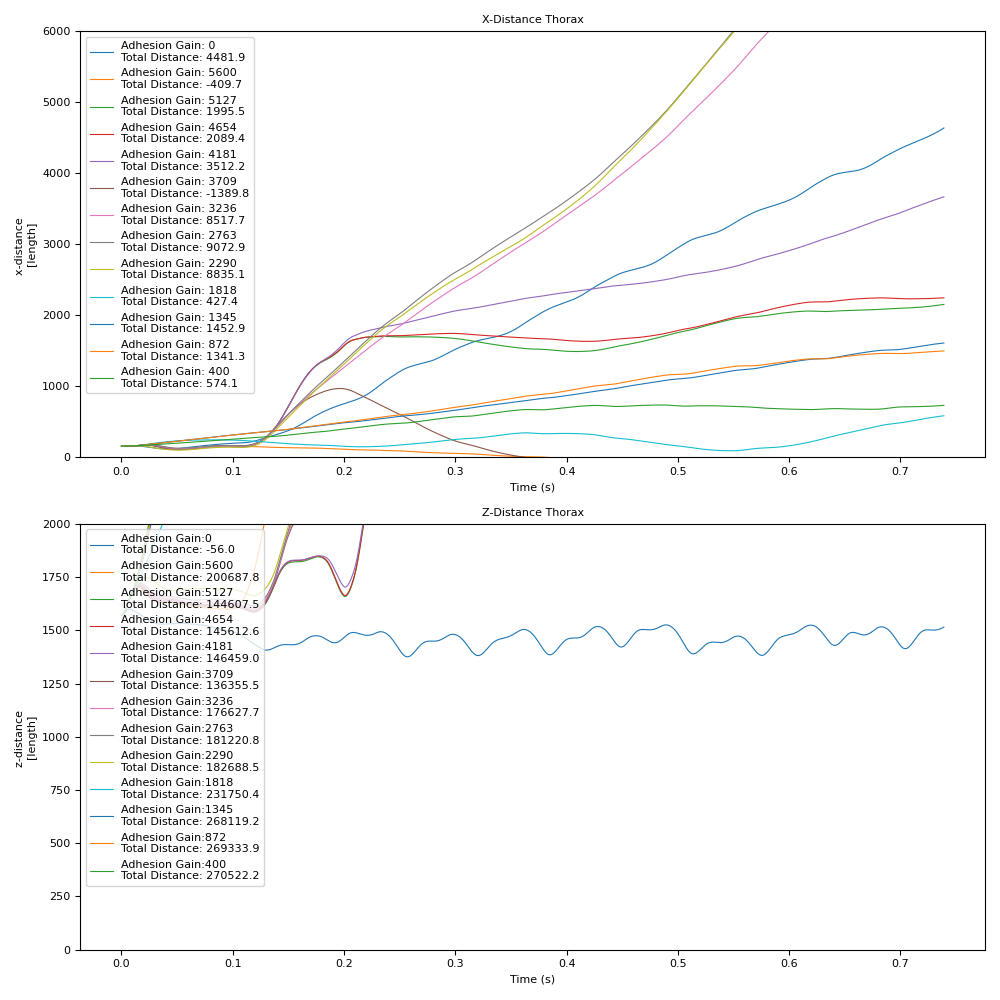 X-Distance Thorax
6000
5000
4000
3000
2000
1000
0
x-distance
[length]
Adhesion Gain: 0
Total Distance: 4481.9
Adhesion Gain: 5600
Total Distance: -409.7
Adhesion Gain: 5127
Total Distance: 1995.5
Adhesion Gain: 4654
Total Distance: 2089.4
Adhesion Gain: 4181
Total Distance: 3512.2
Adhesion Gain: 3709
Total Distance: -1389.8
Adhesion Gain: 3236
Total Distance: 8517.7
Adhesion Gain: 2763
Total Distance: 9072.9
Adhesion Gain: 2290
Total Distance: 8835.1
Adhesion Gain: 1818
Total Distance: 427.4
Adhesion Gain: 1345
Total Distance: 1452.9
Adhesion Gain: 872
Total Distance: 1341.3
Adhesion Gain: 400
Total Distance: 574.1
0.0 0.1 0.2 0.3 0.4 0.5 0.6 0.7
Time (s)
Z-Distance Thorax
2000
1750
1500
1250
1000
750
500
250
0
z-distance
[length]
Adhesion Gain:0
Total Distance: -56.0
Adhesion Gain:5600
Total Distance: 200687.8
Adhesion Gain:5127
Total Distance: 144607.5
Adhesion Gain:4654
Total Distance: 145612.6
Adhesion Gain:4181
Total Distance: 146459.0
Adhesion Gain:3709
Total Distance: 136355.5
Adhesion Gain:3236
Total Distance: 176627.7
Adhesion Gain:2763
Total Distance: 181220.8
Adhesion Gain:2290
Total Distance: 182688.5
Adhesion Gain:1818
Total Distance: 231750.4
Adhesion Gain:1345
Total Distance: 268119.2
Adhesion Gain:872
Total Distance: 269333.9
Adhesion Gain:400
Total Distance: 270522.2
0.0 0.1 0.2 0.3 0.4 0.5 0.6 0.7
Time (s)